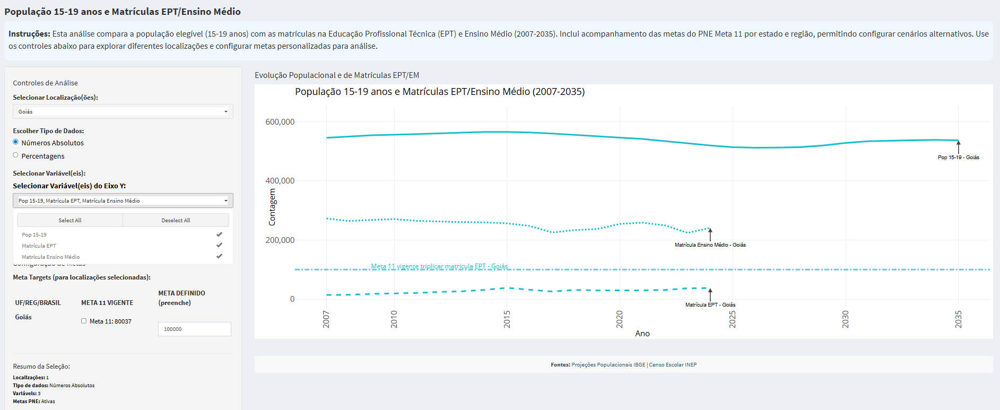 População 15-19 anos e Matrículas EPT/Ensino Médio
Instruções: Esta análise compara a população elegível (15-19 anos) com as matrículas na Educação Profissional Técnica (EPT) e Ensino Médio (2007-2035). Inclui acompanhamento das metas do PNE Meta 11 por estado e região, permitindo configurar cenários alternativos. Use
os controles abaixo para explorar diferentes localizações e configurar metas personalizadas para análise.
Controles de Análise
Selecionar Localização(ões):
Goiás
Escolher Tipo de Dados:
Números Absolutos
Percentagens
Selecionar Variável(eis):
Selecionar Variável(eis) do Eixo Y:
Pop 15-19, Matrícula EPT, Matrícula Ensino Médio
Select All
Deselect All
Pop 15-19
Matrícula EPT
Matrícula Ensino Médio
Configuração de Metas
Meta Targets (para localizações selecionadas):
UF/REG/BRASIL
META 11 VIGENTE
META DEFINIDO
(preenche)
Goiás
Meta 11: 80037
100000
Resumo da Seleção:
Localizações: 1
Tipo de dados: Números Absolutos
Variáveis: 3
Metas PNE: Ativas
Evolução Populacional e de Matrículas EPT/EM
População 15-19 anos e Matrículas EPT/Ensino Médio (2007-2035)
Contagem
600,000
400,000
200,000
0
Pop 15-19 - Goiás
Matrícula Ensino Médio - Goiás
Meta 11 vigente triplicar matricula EPT - Goiás
Matrícula EPT - Goiás
2007
2010
2015
2020
2025
2030
2035
Ano
Fontes: Projeções Populacionais IBGE | Censo Escolar INEP